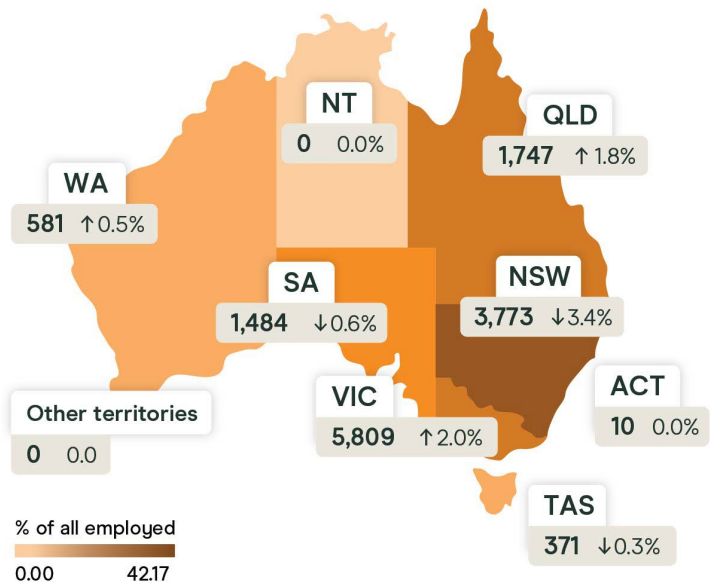 NT
0 0.0%
QLD
1,747 ↑ 1.8%
WA
581 ↑ 0.5%
SA
1,484 ↓ 0.6%
NSW
3,773 ↓ 3.4%
VIC
5,809 ↑ 2.0%
ACT
10 0.0%
Other territories
0 0.0
TAS
371 ↓ 0.3%
% of all employed
0.00 42.17